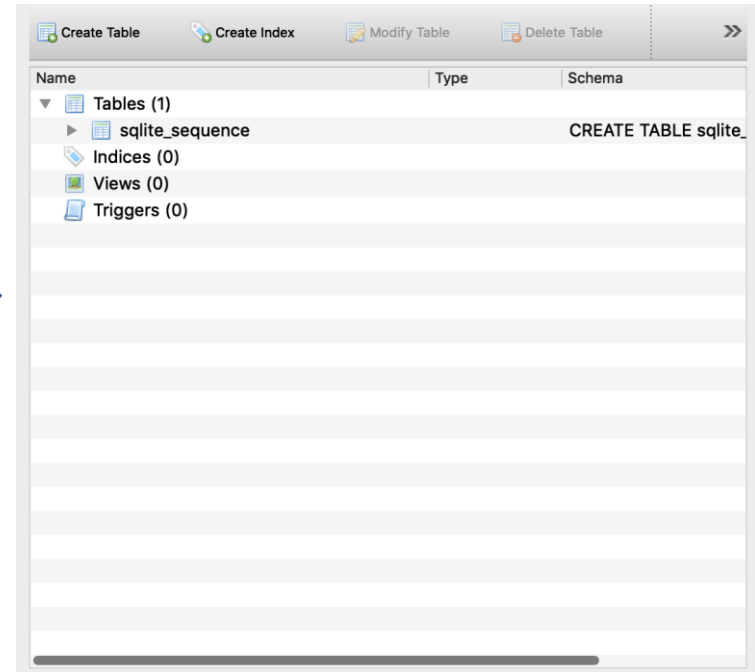 Create Table Create Index Modify Table Delete Table »
Name Type Schema
Tables (1)
sqlite_sequence CREATE TABLE sqlite_
Indices (0)
Views (0)
Triggers (0)